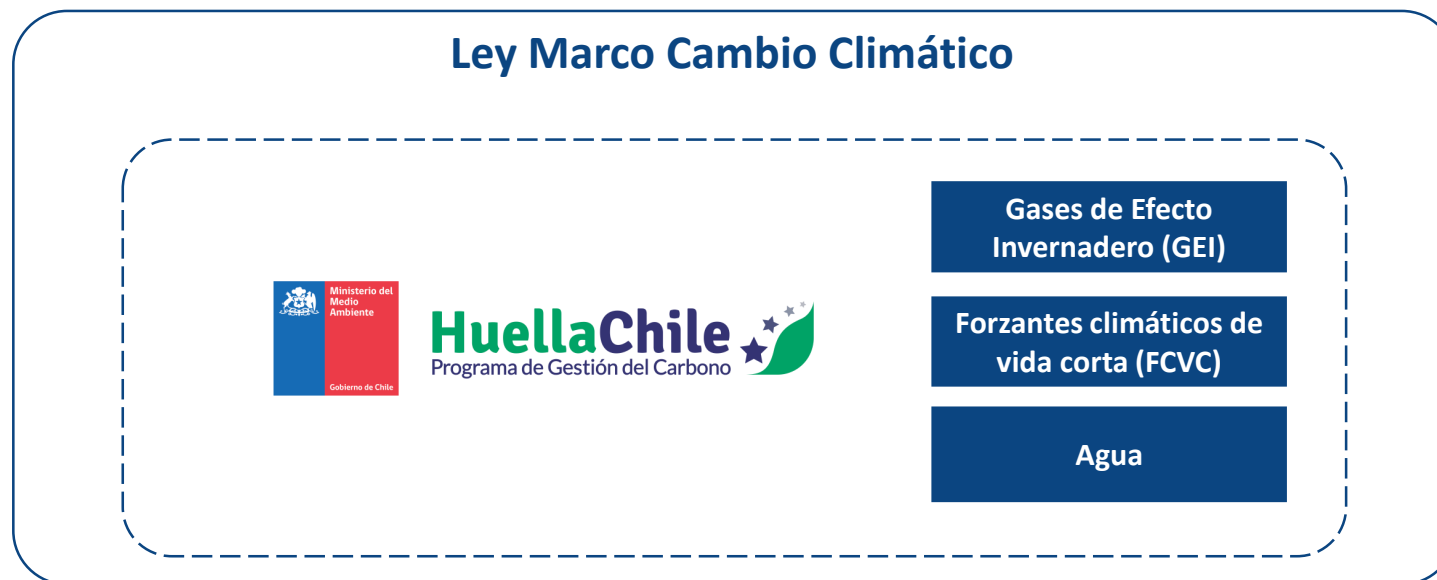 Ley Marco Cambio Climático
Ministerio del
Medio
Ambiente
Gobierno de Chile
HuellaChile
Programa de Gestión del Carbono
Gases de Efecto
Invernadero (GEI)
Forzantes climáticos de
vida corta (FCVC)
Agua